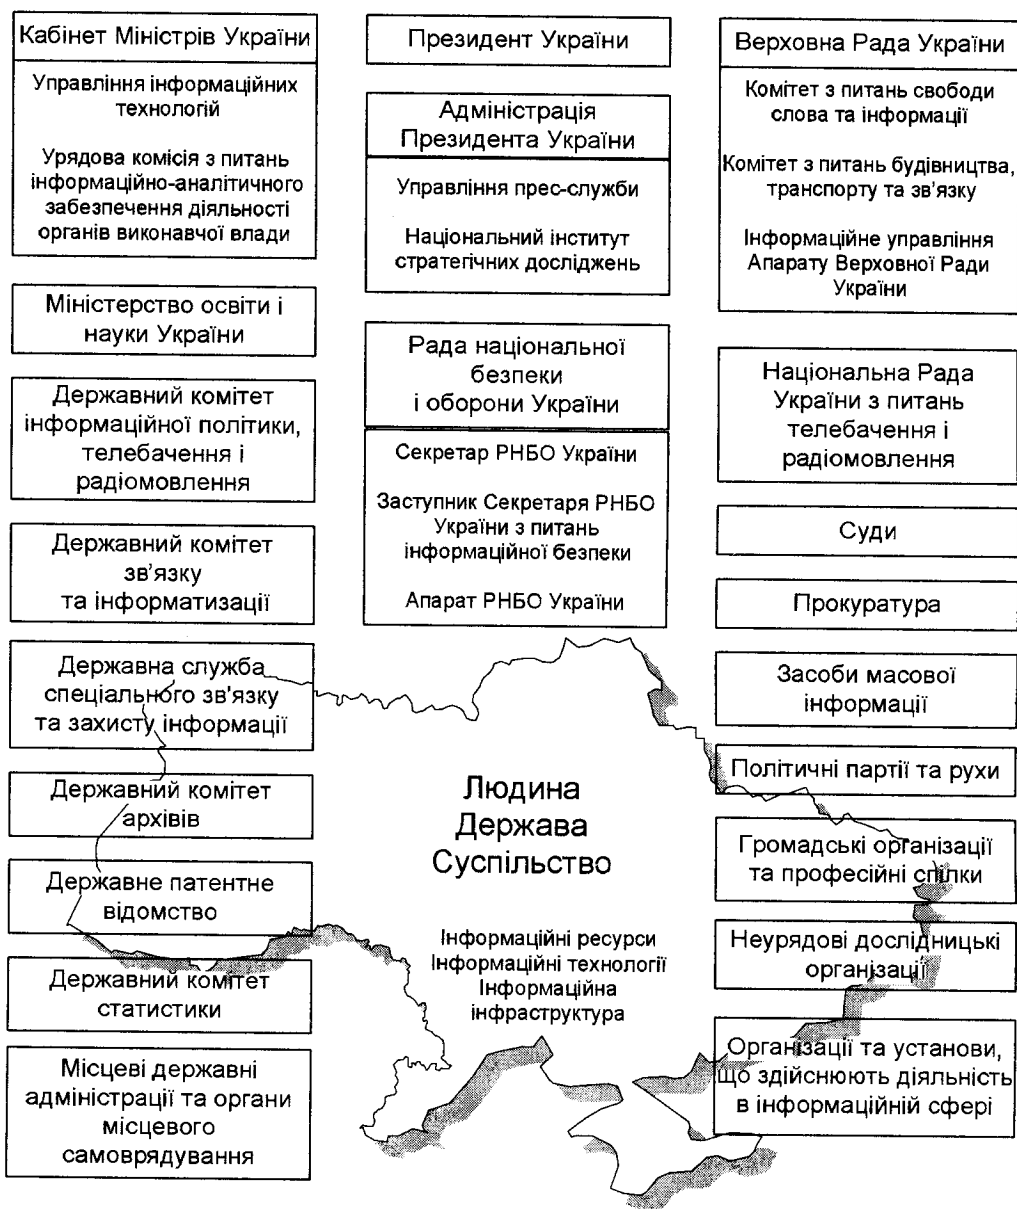 Кабінет Міністрів України
Управління інформаційних
технологій
Урядова комісія з питань
інформаційно-аналітичного
забезпечення діяльності
органів виконавчої влади
Міністерство освіти і
науки України
Державний комітет
інформаційної політики,
телебачення і
радіомовлення
Державний комітет
зв'язку
та інформатизації
Державна служба
спеціального зв'язку
та захисту інформації
Державний комітет
архівів
Державне патентне
відомство
Державний комітет
статистики
Місцеві державні
адміністрації та органи
місцевого
самоврядування
Президент України
Адміністрація
Президента України
Управління прес-служби
Національний інститут
стратегічних досліджень
Рада національної
безпеки
і оборони України
Секретар РНБО України
Заступник Секретаря РНБО
України з питань
інформаційної безпеки
Апарат РНБО України
Людина
Держава
Суспільство
Інформаційні ресурси
Інформаційні технології
Інформаційна
інфраструктура
Верховна Рада України
Комітет з питань свободи
слова та інформації
Комітет з питань будівництва,
транспорту та зв'язку
Інформаційне управління
Апарату Верховної Ради
України
Національна Рада
України з питань
телебачення і
радіомовлення
Суди
Прокуратура
Засоби масової
інформації
Політичні партії та рухи
Громадські організації
та професійні спілки
Неурядові дослідницькі
організації
Організації та установи,
що здійснюють діяльність
в інформаційній сфері